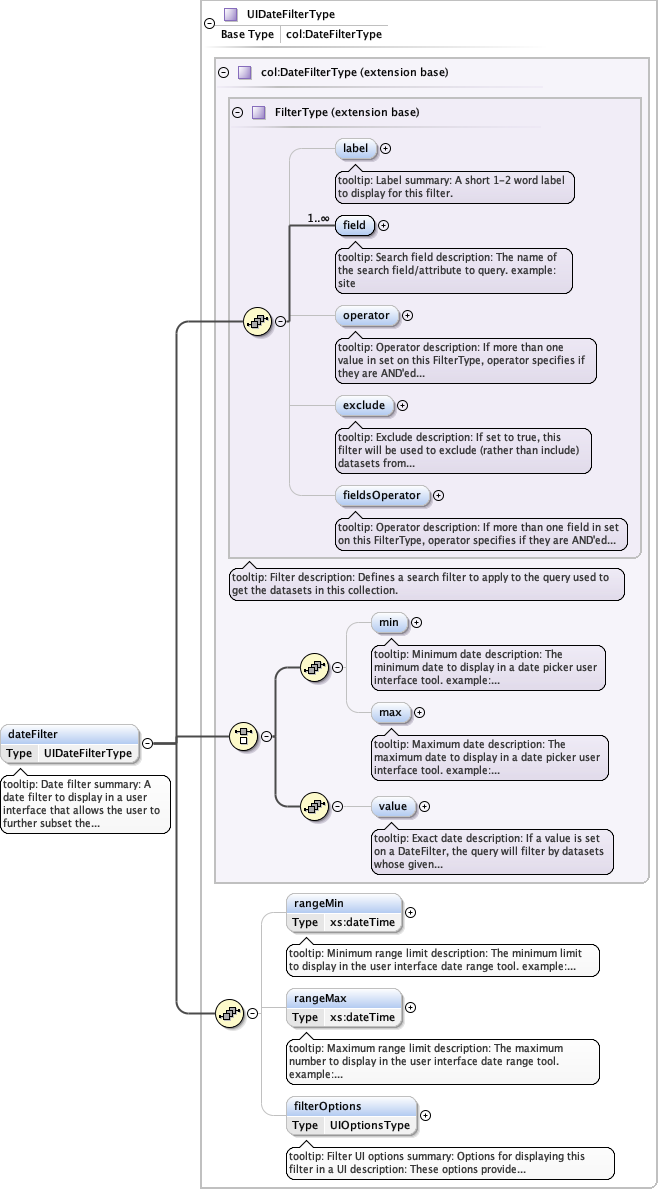 UIDateFilterType
Base Type col:DateFilterType
col:DateFilterType (extension base)
FilterType (extension base)
label
tooltip: Label summary: A short 1-2 word label
to display for this filter.
1..∞
field
tooltip: Search field description: The name of
the search field/attribute to query. example:
site
operator
tooltip: Operator description: If more than one
value in set on this FilterType, operator specifies if
they are AND'ed...
exclude
tooltip: Exclude description: If set to true, this
filter will be used to exclude (rather than include)
datasets from...
fieldsOperator
tooltip: Operator description: If more than one field in set
on this FilterType, operator specifies if they are AND'ed...
tooltip: Filter description: Defines a search filter to apply to the query used to
get the datasets in this collection.
min
tooltip: Minimum date description: The
minimum date to display in a date picker user
interface tool. example:...
max
tooltip: Maximum date description: The
maximum date to display in a date picker user
interface tool. example:...
dateFilter
Type UIDateFilterType
tooltip: Date filter summary: A
date filter to display in a user
interface that allows the user to
further subset the...
value
tooltip: Exact date description: If a value is set
on a DateFilter, the query will filter by datasets
whose given...
rangeMin
Type xs:dateTime
tooltip: Minimum range limit description: The minimum limit
to display in the user interface date range tool. example:...
rangeMax
Type xs:dateTime
tooltip: Maximum range limit description: The maximum
number to display in the user interface date range tool.
example:...
filterOptions
Type UIOptionsType
tooltip: Filter UI options summary: Options for displaying this
filter in a UI description: These options provide...